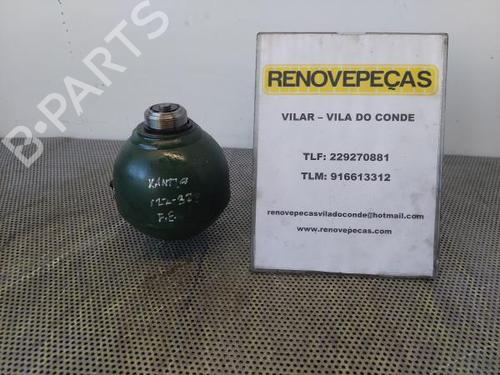 B-PARTS
RENOVEPEÇAS
VILAR – VILA DO CONDE
TLF: 229270881
TLM: 916613312
renovepecasviladoconde@hotmail.com
www.renovepecas.com
XANTIA
F.E.